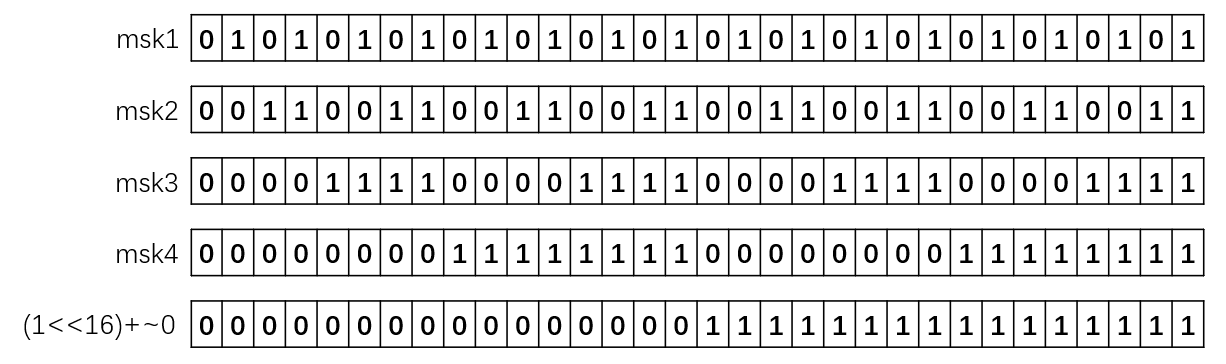 msk1 0 1 0 1 0 1 0 1 0 1 0 1 0 1 0 1 0 1 0 1 0 1 0 1 0 1 0 1 0 1 0 1
msk2 0 0 1 1 0 0 1 1 0 0 1 1 0 0 1 1 0 0 1 1 0 0 1 1 0 0 1 1 0 0 1 1
msk3 0 0 0 0 1 1 1 1 0 0 0 0 1 1 1 1 0 0 0 0 1 1 1 1 0 0 0 0 1 1 1 1
msk4 0 0 0 0 0 0 0 0 1 1 1 1 1 1 1 1 0 0 0 0 0 0 0 0 1 1 1 1 1 1 1 1
(1<<16)+~0 0 0 0 0 0 0 0 0 0 0 0 0 0 0 0 0 1 1 1 1 1 1 1 1 1 1 1 1 1 1 1 1